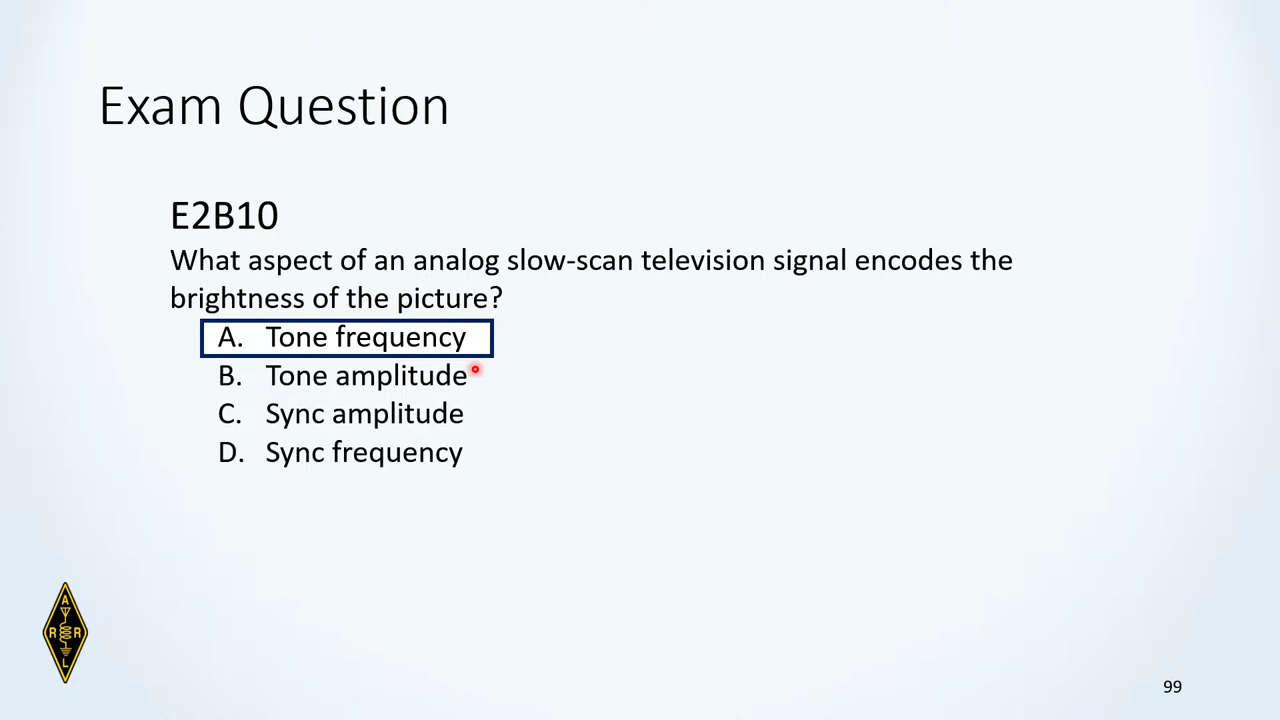 Exam Question
E2B10
What aspect of an analog slow-scan television signal encodes the
brightness of the picture?
A. Tone frequency
B. Tone amplitude
C. Sync amplitude
D. Sync frequency
A
R R
L
99